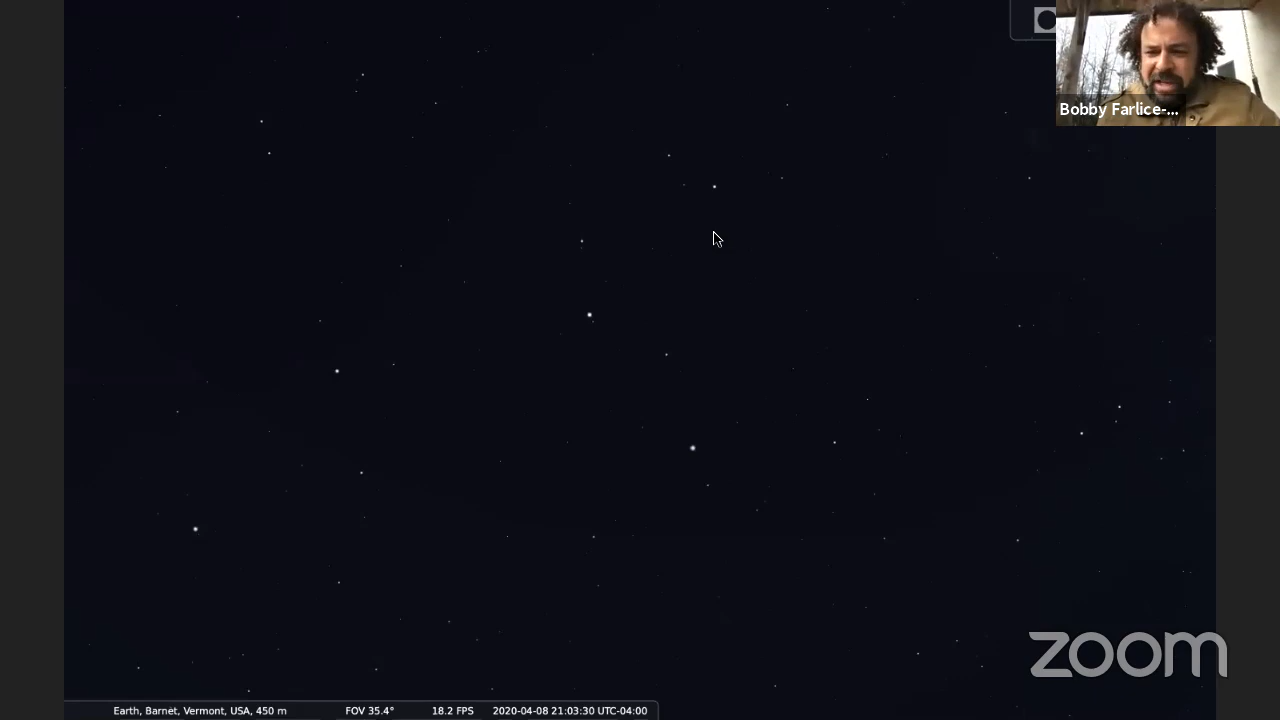 Bobby Farlice-...
zoom
Earth, Barnet, Vermont, USA, 450 m FOV 35.4° 18.2 FPS 2020-04-08 21:03:30 UTC-04:00